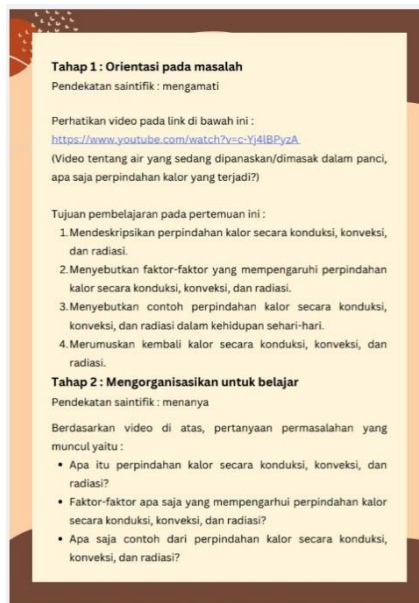 Tahap 1 : Orientasi pada masalah
Pendekatan saintifik : mengamati
Perhatikan video pada link di bawah ini :
https://www.youtube.com/watch?v=c-Yj4lBPyzA
(Video tentang air yang sedang dipanaskan/dimasak dalam panci,
apa saja perpindahan kalor yang terjadi?)
Tujuan pembelajaran pada pertemuan ini :
1. Mendeskripsikan perpindahan kalor secara konduksi, konveksi,
dan radiasi.
2. Menyebutkan faktor-faktor yang mempengaruhi perpindahan
kalor secara konduksi, konveksi, dan radiasi.
3. Menyebutkan contoh perpindahan kalor secara konduksi,
konveksi, dan radiasi dalam kehidupan sehari-hari.
4. Merumuskan kembali kalor secara konduksi, konveksi, dan
radiasi.
Tahap 2 : Mengorganisasikan untuk belajar
Pendekatan saintifik : menanya
Berdasarkan video di atas, pertanyaan permasalahan yang
muncul yaitu :
• Apa itu perpindahan kalor secara konduksi, konveksi, dan
radiasi?
• Faktor-faktor apa saja yang mempengarhui perpindahan kalor
secara konduksi, konveksi, dan radiasi?
• Apa saja contoh dari perpindahan kalor secara konduksi,
konveksi, dan radiasi?